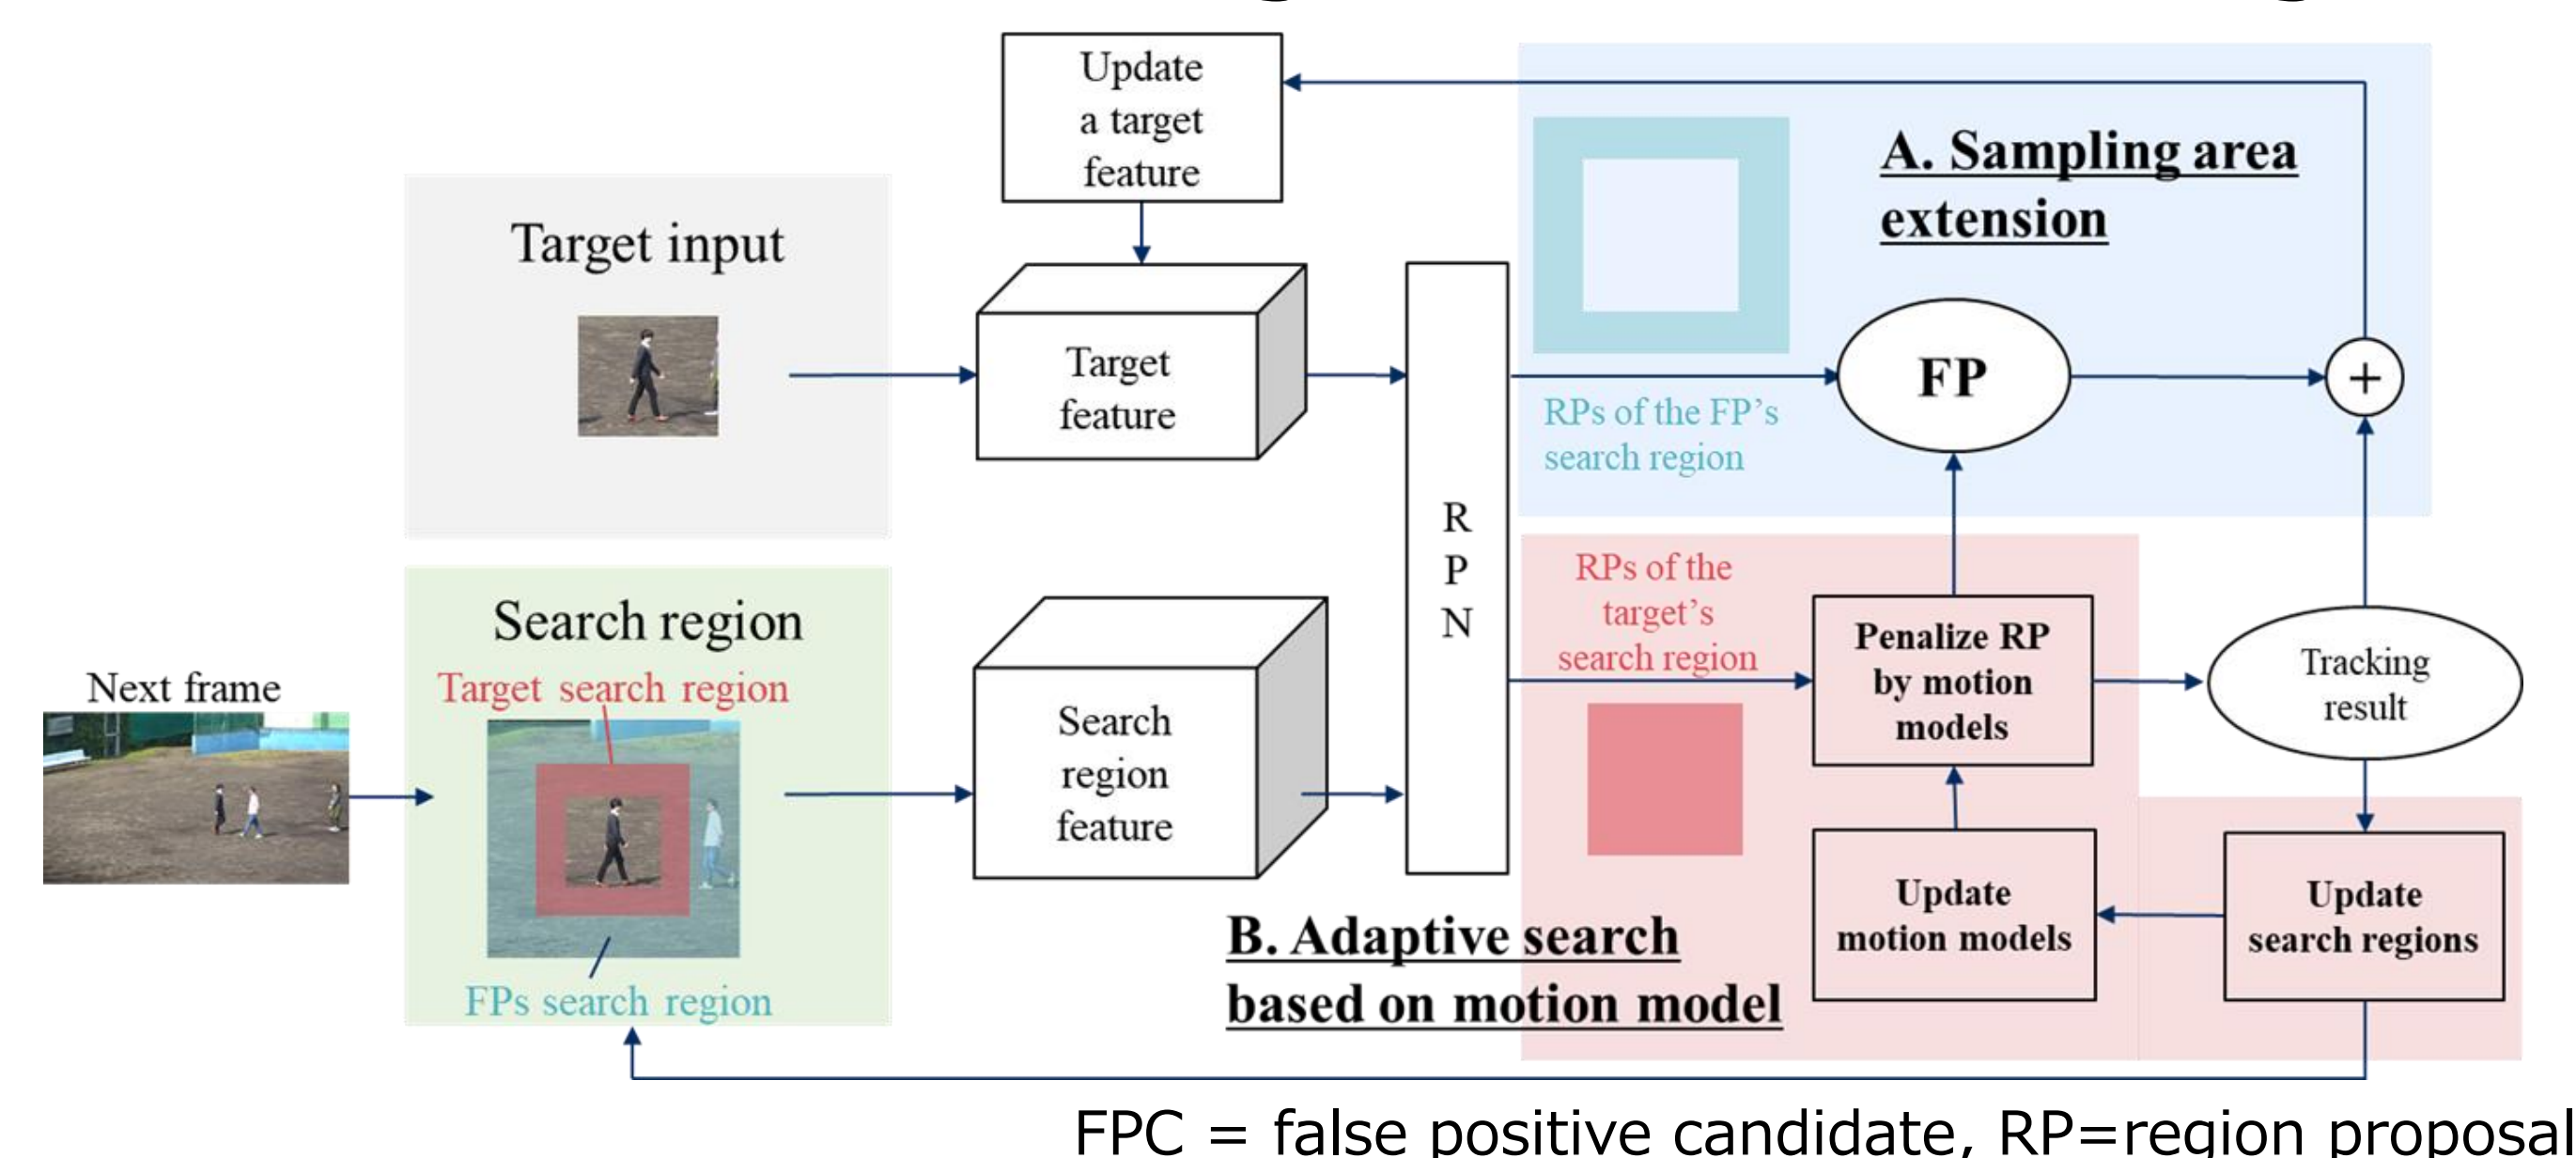 Update
a target
feature
A. Sampling area
extension
Target input
Target
feature
FP
+
RPs of the FP's
search region
R
P
N
Search region
Target search region
Next frame
FPs search region
Search
region
feature
RPs of the
target's
search region
Penalize RP
by motion
models
Tracking
result
B. Adaptive search
based on motion model
Update
motion models
Update
search regions
FPC = false positive candidate, RP=region proposal